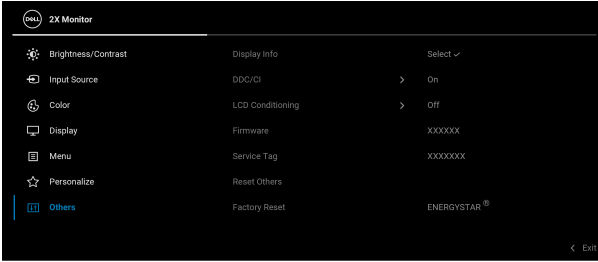 DELL 2X Monitor
Brightness/Contrast Display Info Select ✓
Input Source DDC/CI > On
Color LCD Conditioning > Off
Display Firmware XXXXXX
Menu Service Tag XXXXXXX
Personalize Reset Others
Others Factory Reset ENERGYSTAR ®
< Exit